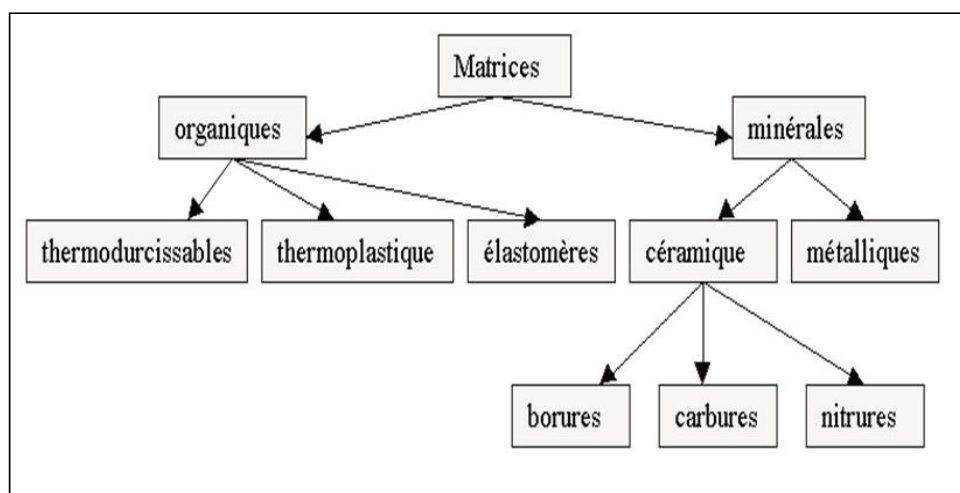 Matrices
organiques
minérales
thermodurcissables
thermoplastique
élastomères
céramique
métalliques
borures
carbures
nitrures